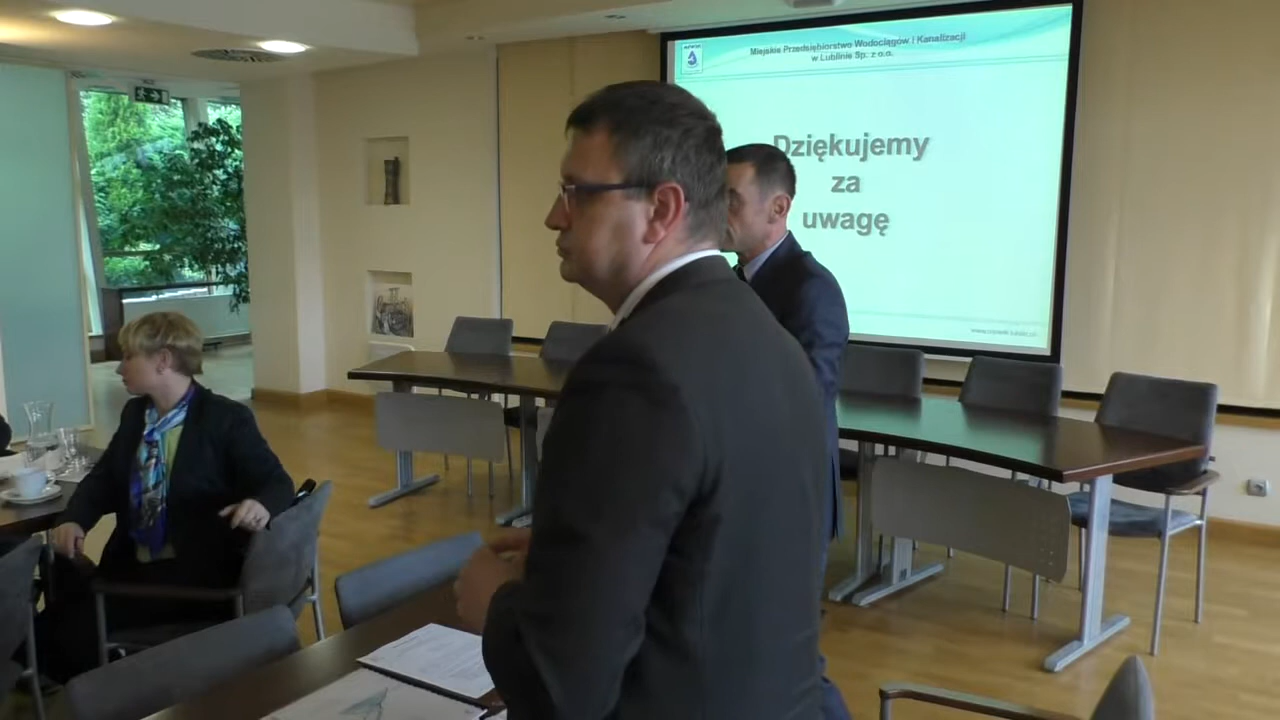 Miejskie Przedsiębiorstwo Wodociągów i Kanalizacji
w Lublinie Sp. z o.o.
Dziękujemy
za
uwagę